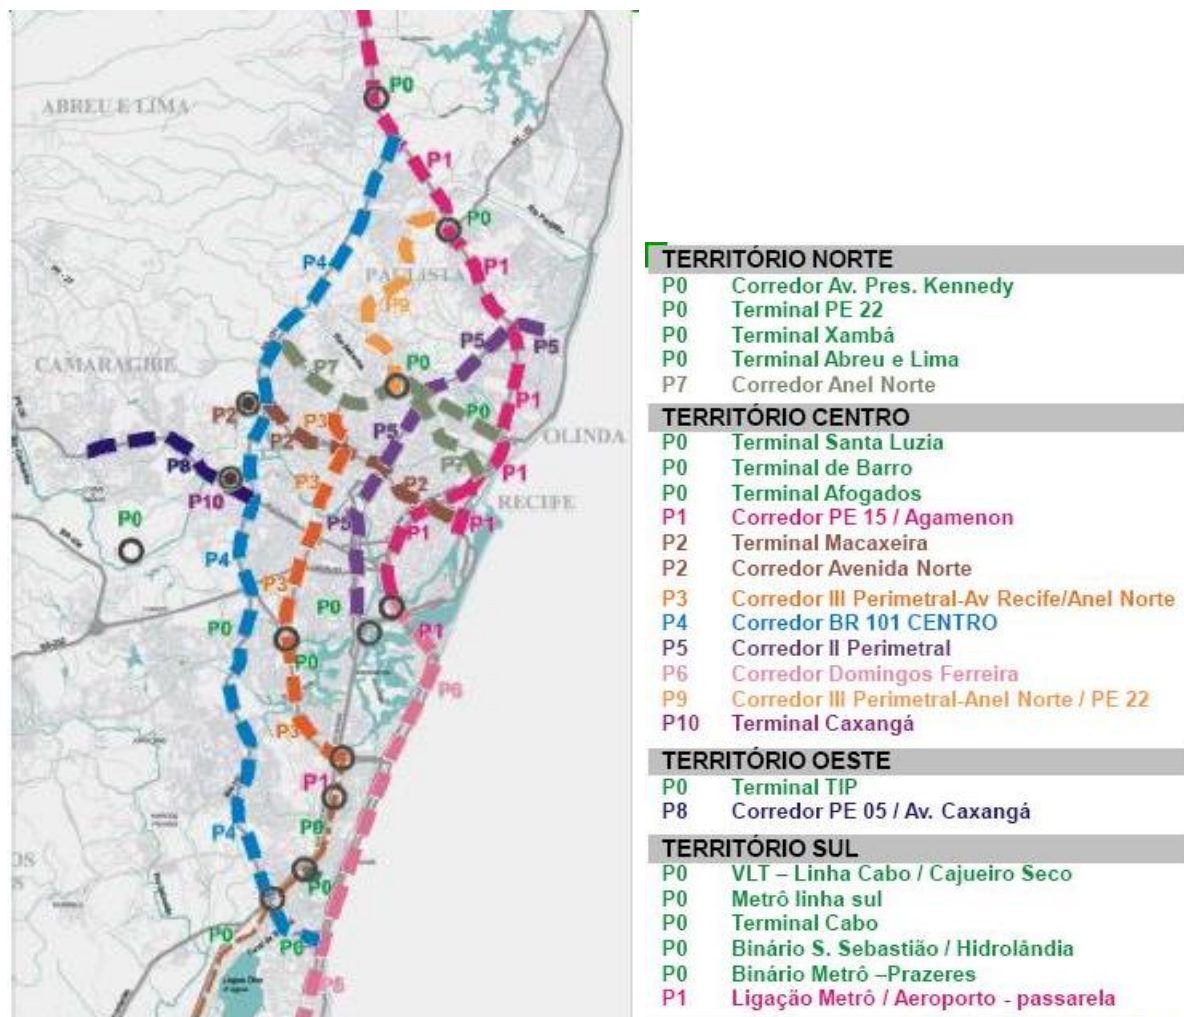 P0
ABREU E LIMA
P1
P0
P1
P4
PAULISTA
P9
P5
P5
CAMARAGIBE
P7
P0
P1
P2
P3
P0
OLINDA
P2
P5
P8
P3
P2
P7
P1
P10
RECIFE
P0
P5
P1
P1
P4
P3
P0
P0
P1
P0
P6
P3
P1
P0
P4
P0
P0
P0
P6
TERRITÓRIO NORTE
P0 Corredor Av. Pres. Kennedy
P0 Terminal PE 22
P0 Terminal Xambá
P0 Terminal Abreu e Lima
P7 Corredor Anel Norte
TERRITÓRIO CENTRO
P0 Terminal Santa Luzia
P0 Terminal de Barro
P0 Terminal Afogados
P1 Corredor PE 15 / Agamenon
P2 Terminal Macaxeira
P2 Corredor Avenida Norte
P3 Corredor III Perimetral-Av Recife/Anel Norte
P4 Corredor BR 101 CENTRO
P5 Corredor II Perimetral
P6 Corredor Domingos Ferreira
P9 Corredor III Perimetral-Anel Norte / PE 22
P10 Terminal Caxangá
TERRITÓRIO OESTE
P0 Terminal TIP
P8 Corredor PE 05 / Av. Caxangá
TERRITÓRIO SUL
P0 VLT – Linha Cabo / Cajueiro Seco
P0 Metrô linha sul
P0 Terminal Cabo
P0 Binário S. Sebastião / Hidrolândia
P0 Binário Metrô –Prazeres
P1 Ligação Metrô / Aeroporto - passarela